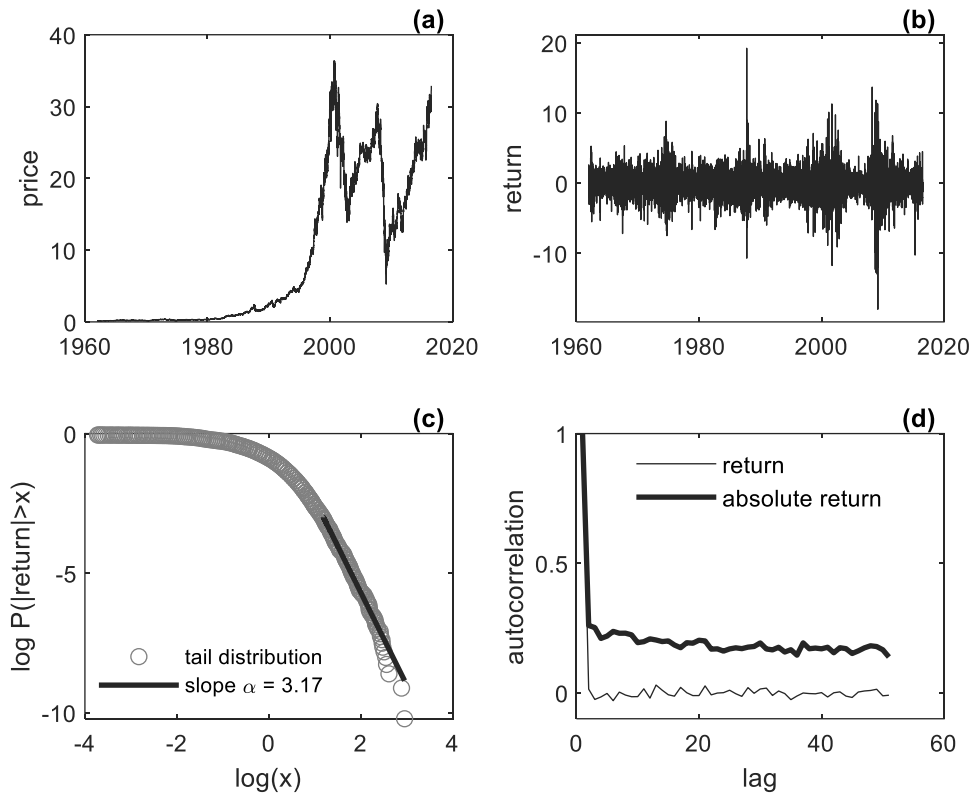 (a)
40
30
20
10
0
price
1960
1980
2000
2020
(b)
20
10
0
-10
return
1960
1980
2000
2020
(c)
0
-5
-10
log P(|return|>x)
tail distribution
slope α = 3.17
-4
-2
0
2
4
log(x)
(d)
1
0.5
0
autocorrelation
return
absolute return
0
20
40
60
lag